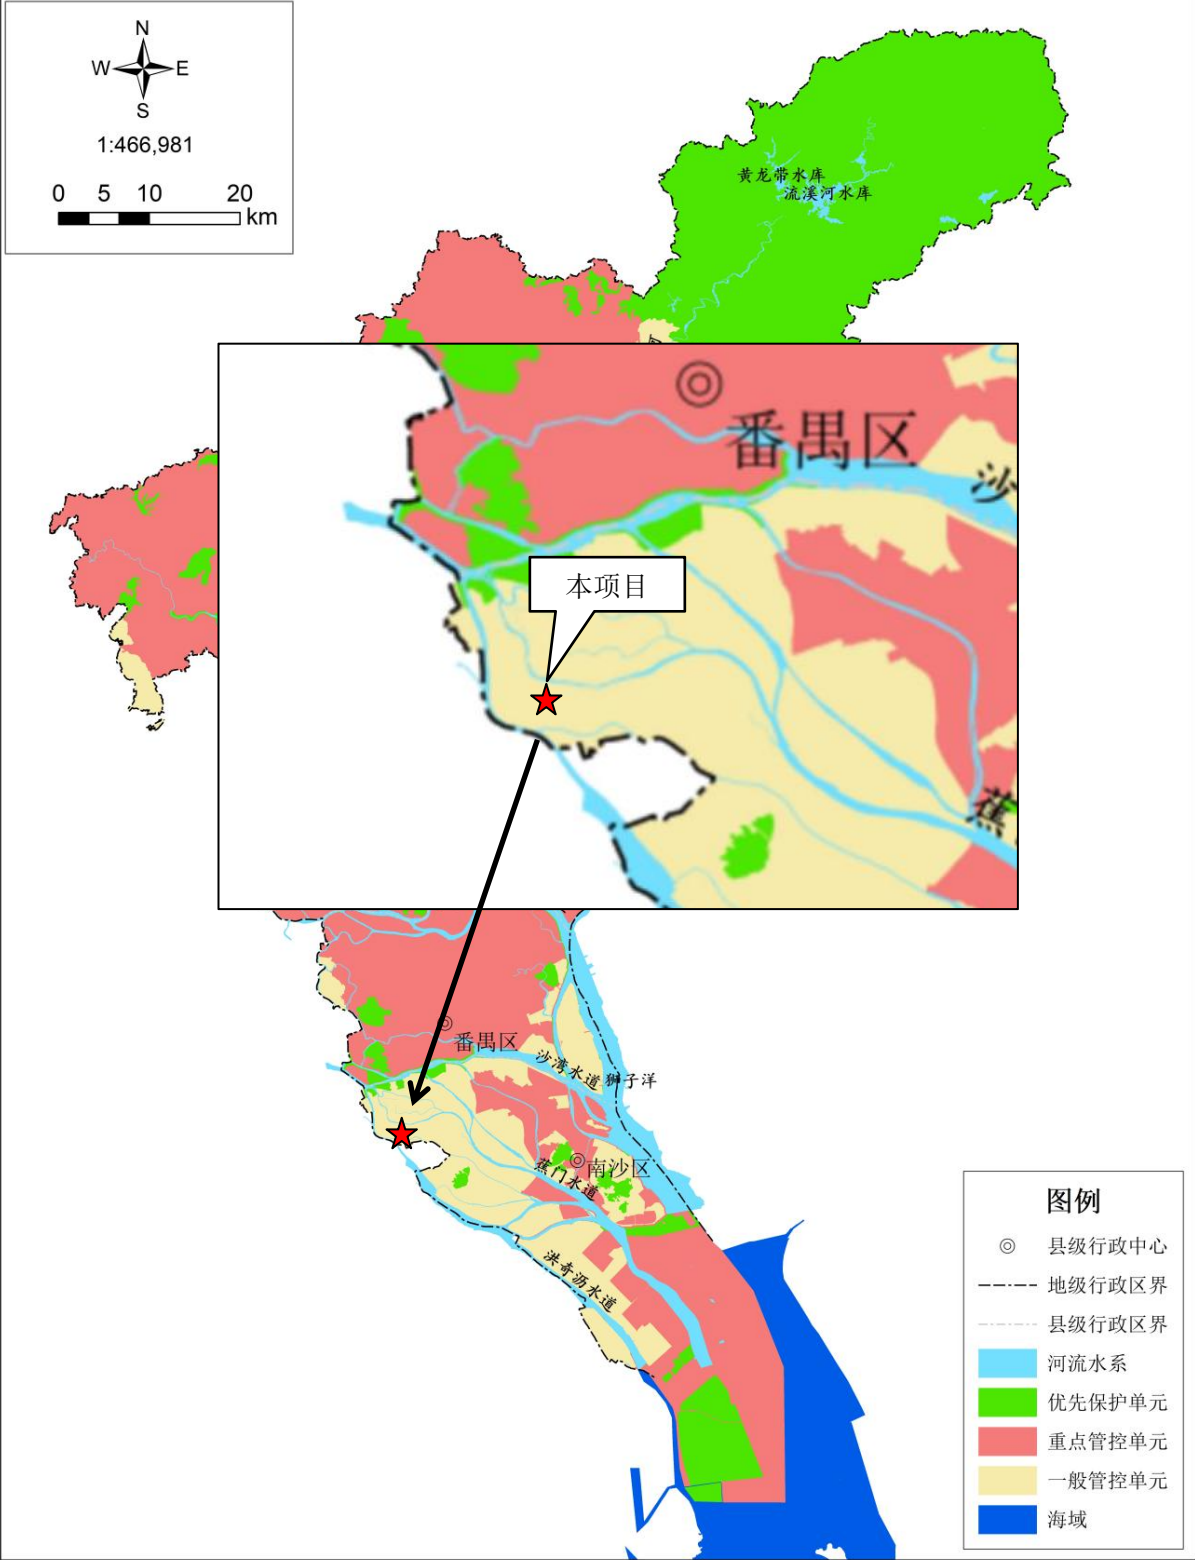 N
W E
S
1:466,981
0 5 10 20
km
黄龙带水库
流溪河水库
番禺区
沙
本项目
蕉
番禺区
沙湾水道
狮子洋
南沙区
蕉门水道
洪奇沥水道
图例
县级行政中心
地级行政区界
县级行政区界
河流水系
优先保护单元
重点管控单元
一般管控单元
海域